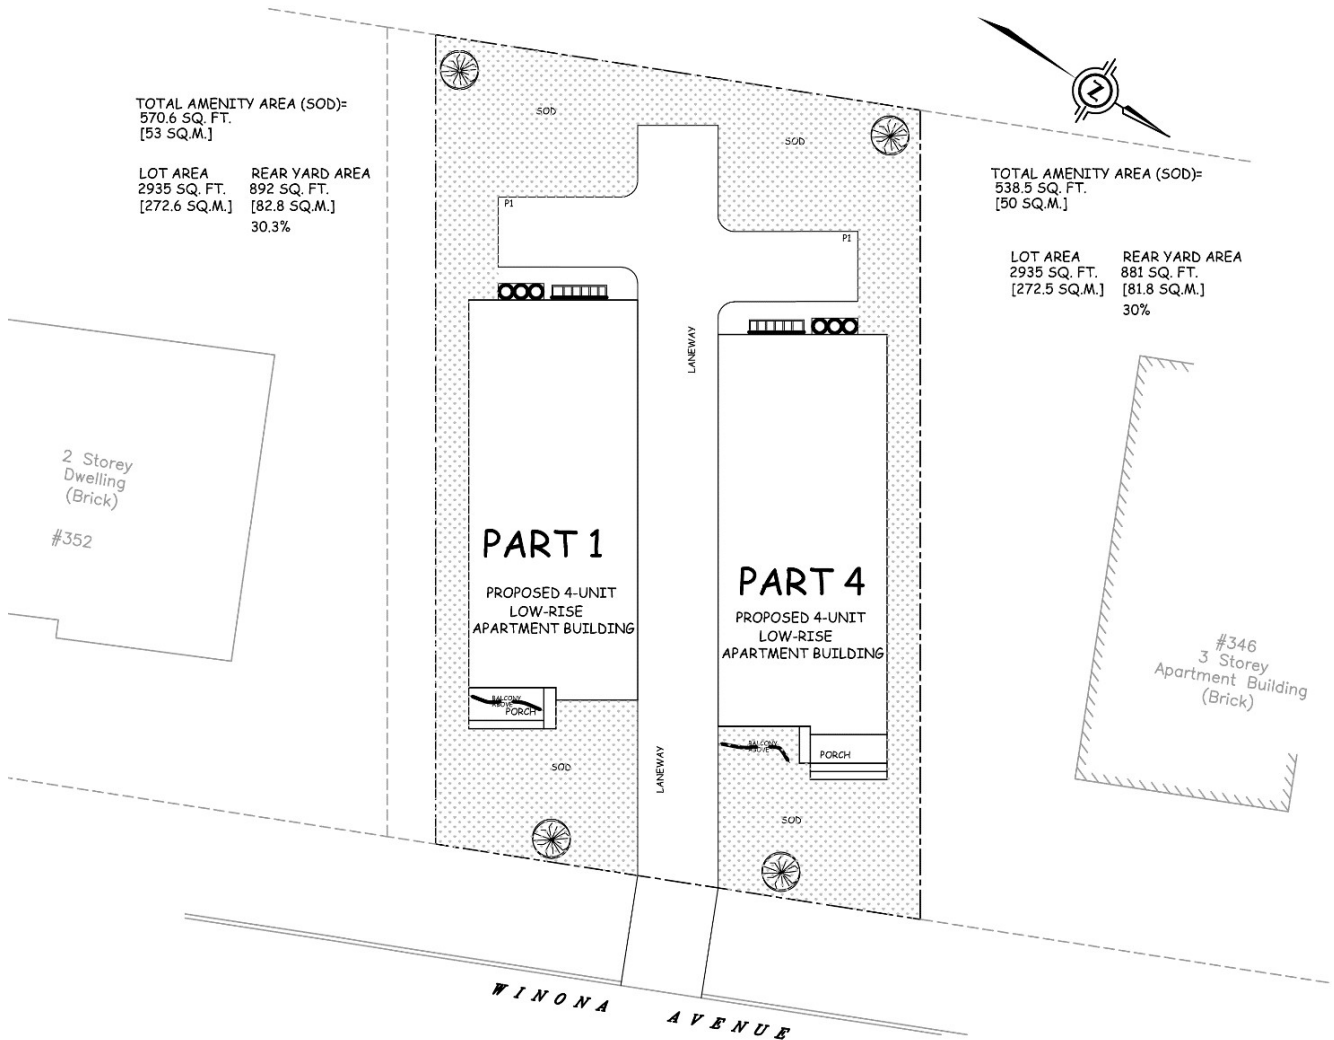 TOTAL AMENITY AREA (SOD)=
570.6 SQ. FT.
[53 SQ.M.]
LOT AREA
2935 SQ. FT.
[272.6 SQ.M.]
REAR YARD AREA
892 SQ. FT.
[82.8 SQ.M.]
30.3%
SOD
SOD
N
TOTAL AMENITY AREA (SOD)=
538.5 SQ. FT.
[50 SQ.M.]
LOT AREA
2935 SQ. FT.
[272.5 SQ.M.]
REAR YARD AREA
881 SQ. FT.
[81.8 SQ.M.]
30%
P1
P1
LANEWAY
2 Storey
Dwelling
(Brick)
#352
PART 1
PROPOSED 4-UNIT
LOW-RISE
APARTMENT BUILDING
PART 4
PROPOSED 4-UNIT
LOW-RISE
APARTMENT BUILDING
#346
3 Storey
Apartment Building
(Brick)
BALCONY
ABOVE
PORCH
BALCONY
ABOVE
PORCH
SOD
LANEWAY
SOD
WINONA AVENUE